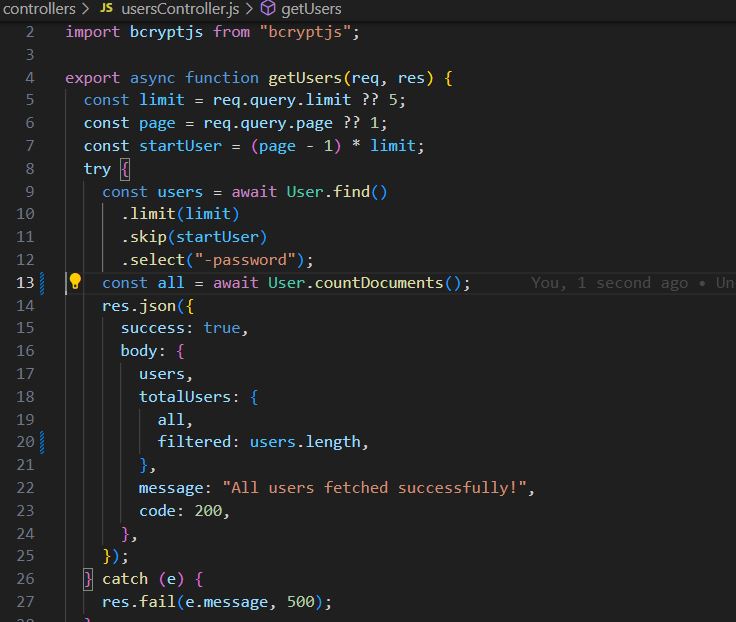 controllers > JS usersController.js > getUsers
2 import bcryptjs from "bcryptjs";
3
4 export async function getUsers(req, res) {
5 const limit = req.query.limit ?? 5;
6 const page = req.query.page ?? 1;
7 const startUser = (page - 1) * limit;
8 try {
9 const users = await User.find()
10 .limit(limit)
11 .skip(startUser)
12 .select("-password");
13 const all = await User.countDocuments(); You, 1 second ago • Un
14 res.json({
15 success: true,
16 body: {
17 users,
18 totalUsers: {
19 all,
20 filtered: users.length,
21 },
22 message: "All users fetched successfully!",
23 code: 200,
24 },
25 });
26 } catch (e) {
27 res.fail(e.message, 500);